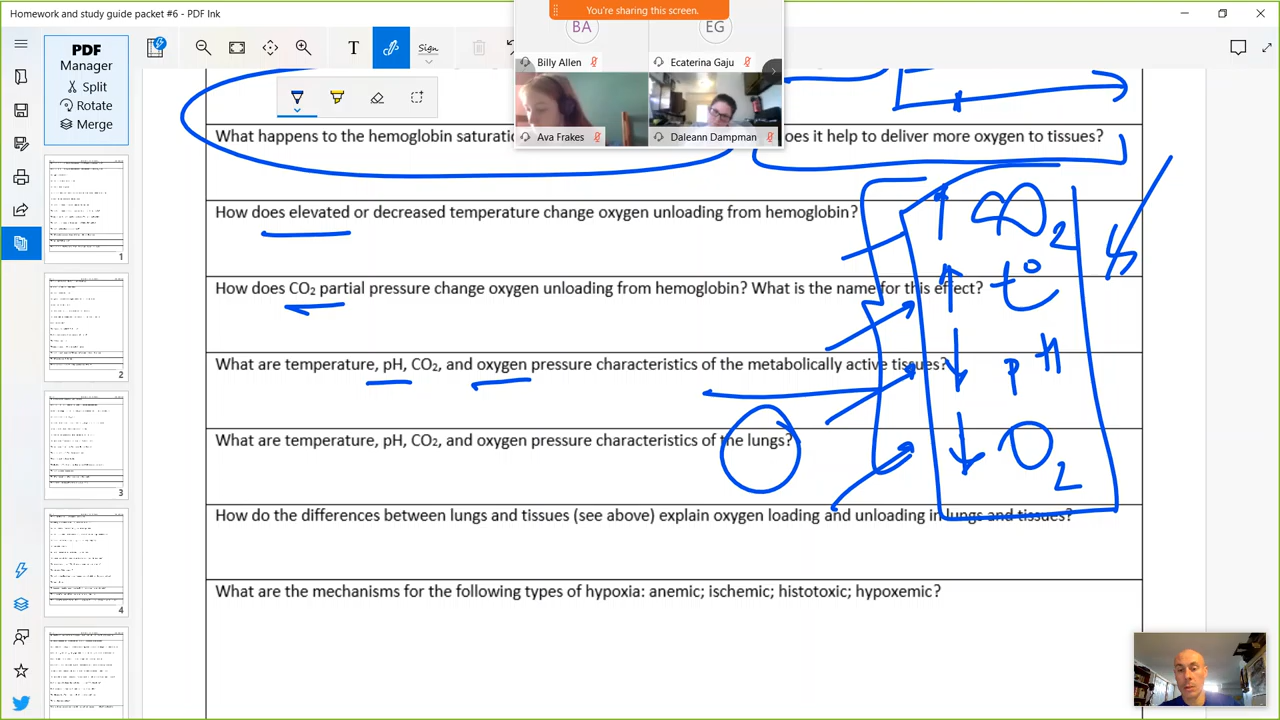 Homework and study guide packet #6 - PDF Ink
You're sharing this screen.
PDF
Manager
Split
Rotate
Merge
T
Sign
BA
EG
Billy Allen
Ecaterina Gaju
Ava Frakes
Daleann Dampman
What happens to the hemoglobin saturatio
oes it help to deliver more oxygen to tissues?
How does elevated or decreased temperature change oxygen unloading from hemoglobin?
How does CO₂ partial pressure change oxygen unloading from hemoglobin? What is the name for this effect?
What are temperature, pH, CO₂, and oxygen pressure characteristics of the metabolically active tissues?
What are temperature, pH, CO₂, and oxygen pressure characteristics of the lungs?
How do the differences between lungs and tissues (see above) explain oxygen loading and unloading in lungs and tissues?
What are the mechanisms for the following types of hypoxia: anemic; ischemic; histotoxic; hypoxemic?
↑ t°
↓ pH
↓ O₂
1
2
3
4